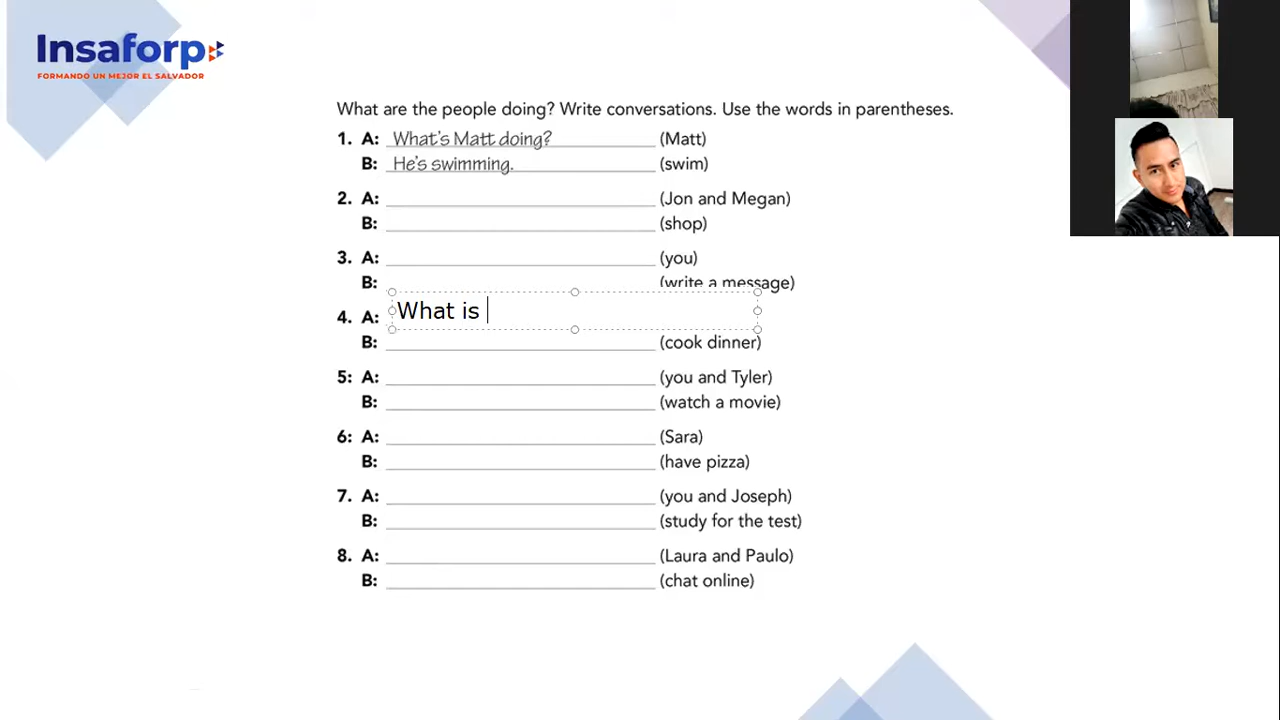 Insaforp
FORMANDO UN MEJOR EL SALVADOR
What are the people doing? Write conversations. Use the words in parentheses.
1. A: What's Matt doing? (Matt)
B: He's swimming. (swim)
2. A: (Jon and Megan)
B: (shop)
3. A: (you)
B: (write a message)
4. A: What is
B: (cook dinner)
5: A: (you and Tyler)
B: (watch a movie)
6: A: (Sara)
B: (have pizza)
7. A: (you and Joseph)
B: (study for the test)
8. A: (Laura and Paulo)
B: (chat online)